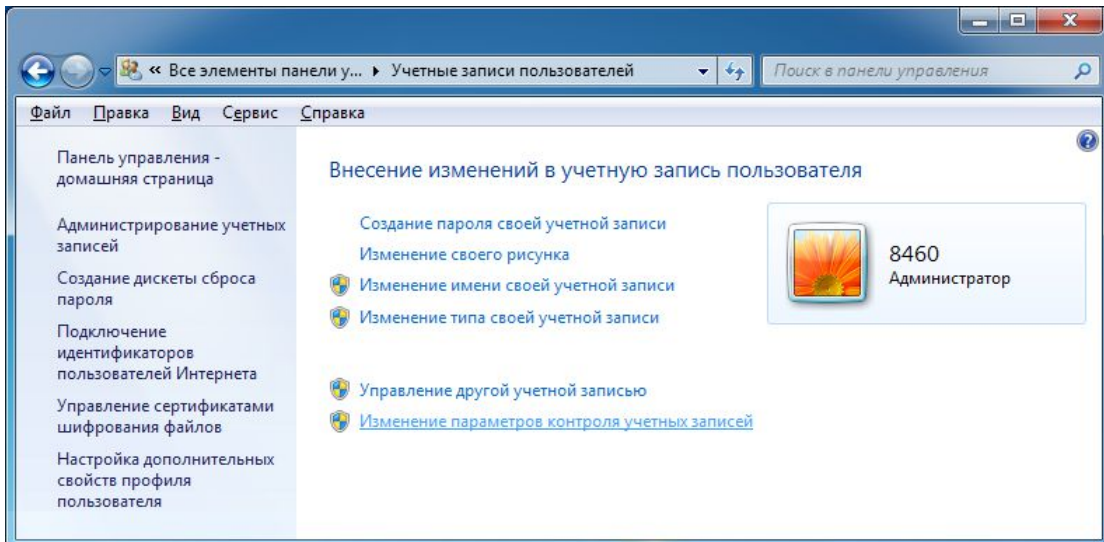 « Все элементы панели у... Учетные записи пользователей
Поиск в панели управления
Файл Правка Вид Сервис Справка
Панель управления -
домашняя страница
Администрирование учетных
записей
Создание дискеты сброса
пароля
Подключение
идентификаторов
пользователей Интернета
Управление сертификатами
шифрования файлов
Настройка дополнительных
свойств профиля
пользователя
Внесение изменений в учетную запись пользователя
Создание пароля своей учетной записи
Изменение своего рисунка
Изменение имени своей учетной записи
Изменение типа своей учетной записи
Управление другой учетной записью
Изменение параметров контроля учетных записей
8460
Администратор